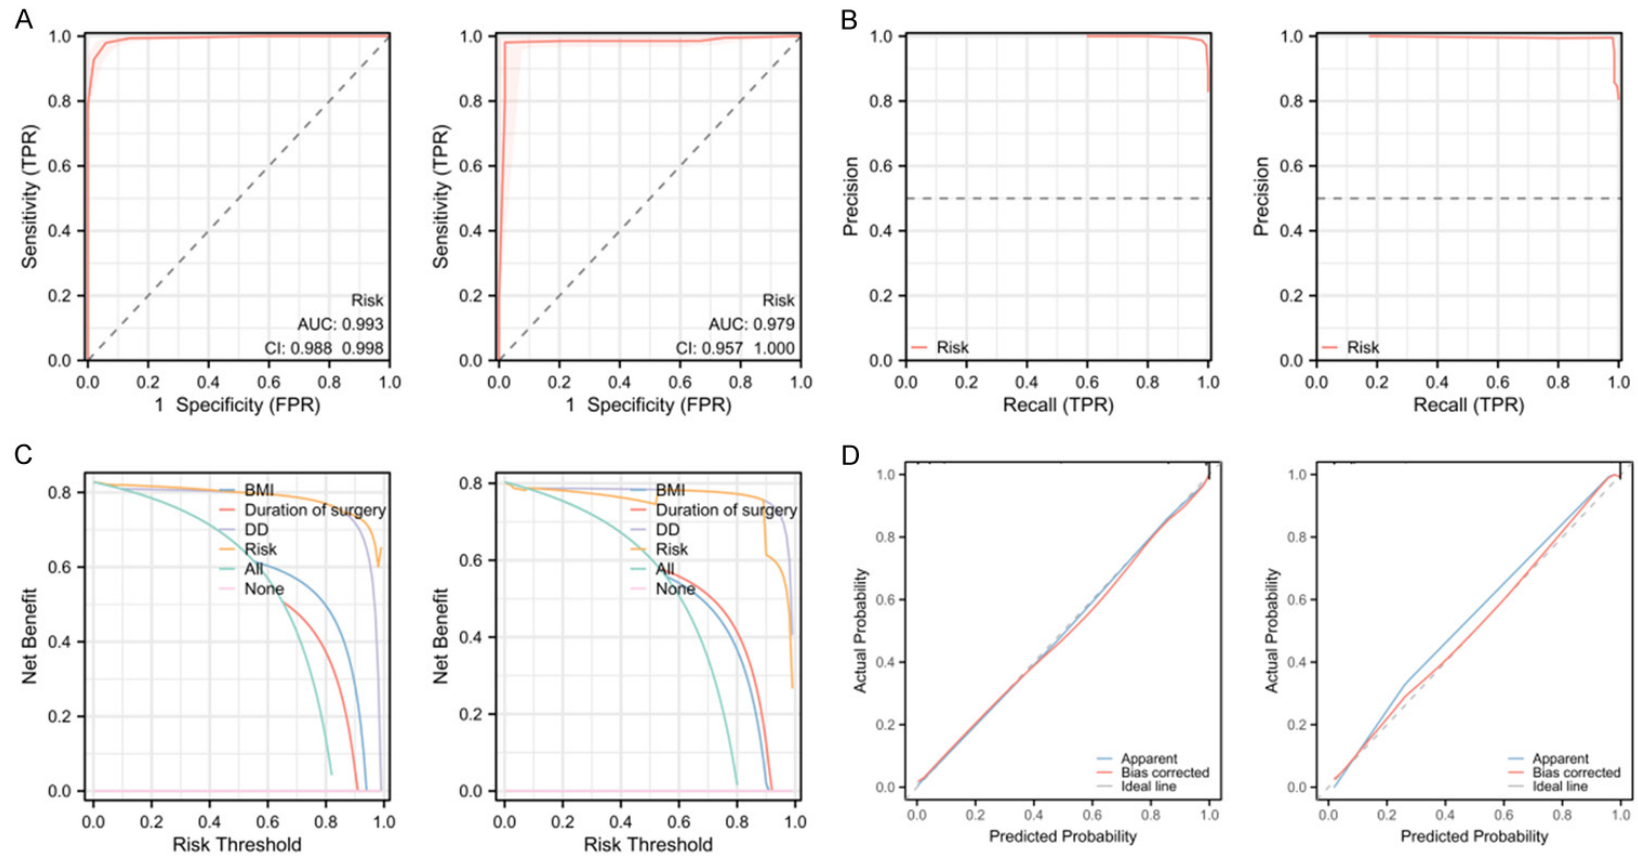 A
1.0
0.8
0.6
0.4
0.2
0.0
Sensitivity (TPR)
Risk
AUC: 0.993
CI: 0.988 0.998
0.0 0.2 0.4 0.6 0.8 1.0
1 Specificity (FPR)
1.0
0.8
0.6
0.4
0.2
0.0
Sensitivity (TPR)
Risk
AUC: 0.979
CI: 0.957 1.000
0.0 0.2 0.4 0.6 0.8 1.0
1 Specificity (FPR)
B
1.0
0.8
0.6
0.4
0.2
0.0
Precision
Risk
0.0 0.2 0.4 0.6 0.8 1.0
Recall (TPR)
1.0
0.8
0.6
0.4
0.2
0.0
Precision
Risk
0.0 0.2 0.4 0.6 0.8 1.0
Recall (TPR)
C
0.8
0.6
0.4
0.2
0.0
Net Benefit
BMI
Duration of surgery
DD
Risk
All
None
0.0 0.2 0.4 0.6 0.8 1.0
Risk Threshold
0.8
0.6
0.4
0.2
0.0
Net Benefit
BMI
Duration of surgery
DD
Risk
All
None
0.0 0.2 0.4 0.6 0.8 1.0
Risk Threshold
D
1.0
0.8
0.6
0.4
0.2
0.0
Actual Probability
Apparent
Bias corrected
Ideal line
0.0 0.2 0.4 0.6 0.8 1.0
Predicted Probability
1.0
0.8
0.6
0.4
0.2
0.0
Actual Probability
Apparent
Bias corrected
Ideal line
0.0 0.2 0.4 0.6 0.8 1.0
Predicted Probability